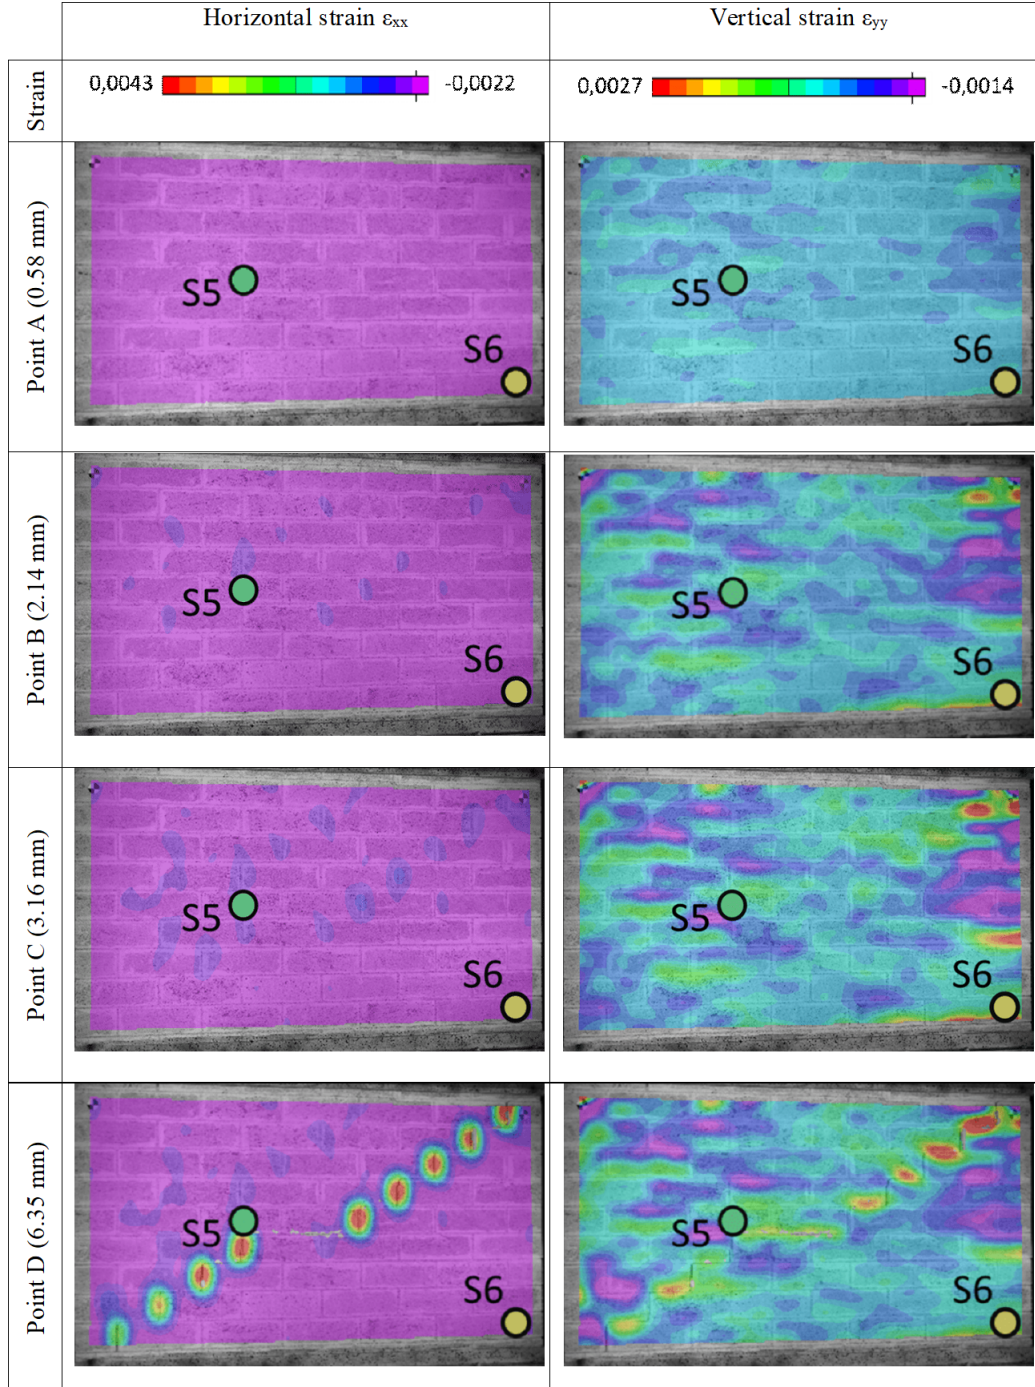 Horizontal strain εxx
Vertical strain εyy
Strain
0,0043
-0,0022
0,0027
-0,0014
Point A (0.58 mm)
S5
S6
S5
S6
Point B (2.14 mm)
S5
S6
S5
S6
Point C (3.16 mm)
S5
S6
S5
S6
Point D (6.35 mm)
S5
S6
S5
S6